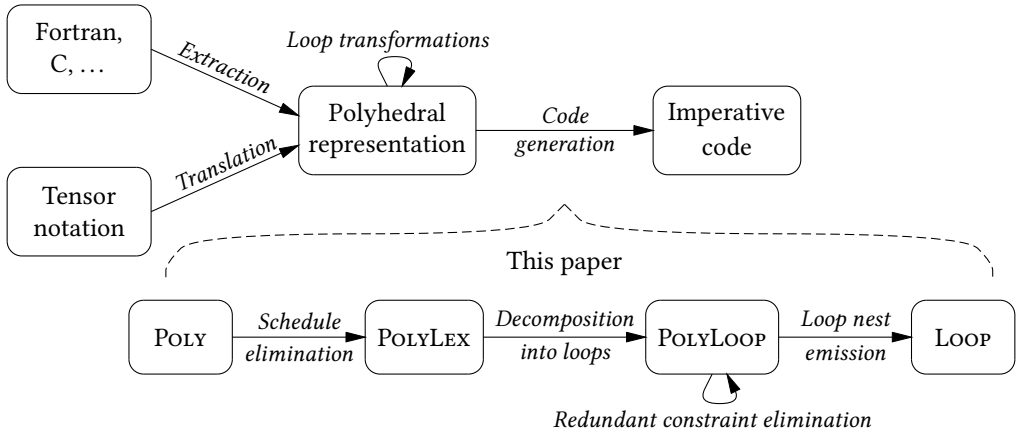 Fortran,
C, …
Extraction
Loop transformations
Polyhedral
representation
Code
generation
Imperative
code
Translation
Tensor
notation
This paper
Poly
Schedule
elimination
PolyLex
Decomposition
into loops
PolyLoop
Loop nest
emission
Loop
Redundant constraint elimination